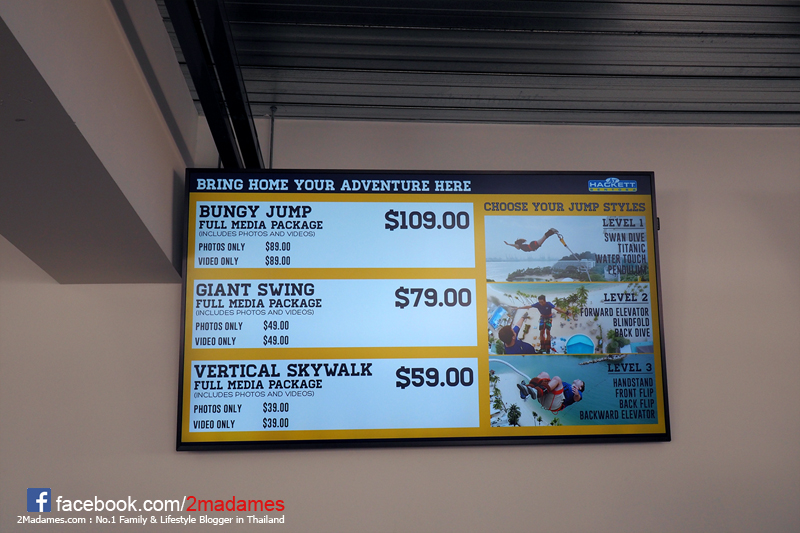 BRING HOME YOUR ADVENTURE HERE
HACKETT
BUNGY JUMP
FULL MEDIA PACKAGE
(INCLUDES PHOTOS AND VIDEOS)
$109.00
PHOTOS ONLY $89.00
VIDEO ONLY $89.00
GIANT SWING
FULL MEDIA PACKAGE
(INCLUDES PHOTOS AND VIDEOS)
$79.00
PHOTOS ONLY $49.00
VIDEO ONLY $49.00
VERTICAL SKYWALK
FULL MEDIA PACKAGE
(INCLUDES PHOTOS AND VIDEOS)
$59.00
PHOTOS ONLY $39.00
VIDEO ONLY $39.00
CHOOSE YOUR JUMP STYLES
LEVEL 1
SWAN DIVE
TITANIC
WATER TOUCH
PENDULUM
LEVEL 2
FORWARD ELEVATOR
BLINDFOLD
BACK DIVE
LEVEL 3
HANDSTAND
FRONT FLIP
BACK FLIP
BACKWARD ELEVATOR
f facebook.com/2madames
2Madames.com : No.1 Family & Lifestyle Blogger in Thailand